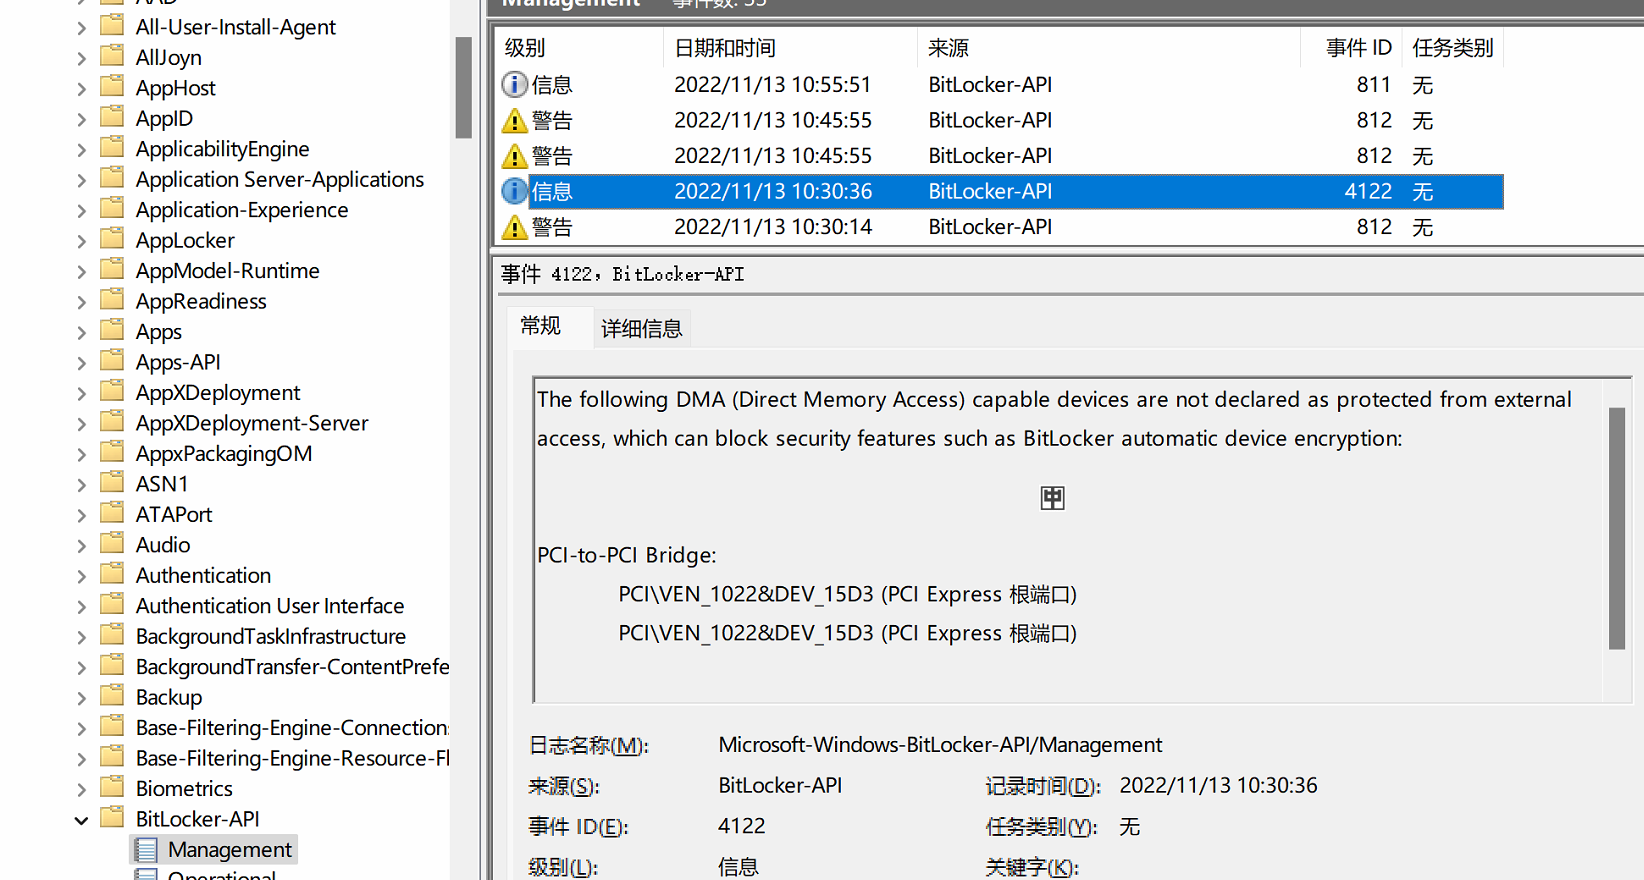 AAD
All-User-Install-Agent
AllJoyn
AppHost
AppID
ApplicabilityEngine
Application Server-Applications
Application-Experience
AppLocker
AppModel-Runtime
AppReadiness
Apps
Apps-API
AppXDeployment
AppXDeployment-Server
AppxPackagingOM
ASN1
ATAPort
Audio
Authentication
Authentication User Interface
BackgroundTaskInfrastructure
BackgroundTransfer-ContentPrefe
Backup
Base-Filtering-Engine-Connections
Base-Filtering-Engine-Resource-Fl
Biometrics
BitLocker-API
Management
Operational
Management 事件数: 55
级别 日期和时间 来源 事件 ID 任务类别
信息 2022/11/13 10:55:51 BitLocker-API 811 无
警告 2022/11/13 10:45:55 BitLocker-API 812 无
警告 2022/11/13 10:45:55 BitLocker-API 812 无
信息 2022/11/13 10:30:36 BitLocker-API 4122 无
警告 2022/11/13 10:30:14 BitLocker-API 812 无
事件 4122，BitLocker-API
常规 详细信息
The following DMA (Direct Memory Access) capable devices are not declared as protected from external
access, which can block security features such as BitLocker automatic device encryption:
PCI-to-PCI Bridge:
PCI\VEN_1022&DEV_15D3 (PCI Express 根端口)
PCI\VEN_1022&DEV_15D3 (PCI Express 根端口)
日志名称(M): Microsoft-Windows-BitLocker-API/Management
来源(S): BitLocker-API 记录时间(D): 2022/11/13 10:30:36
事件 ID(E): 4122 任务类别(Y): 无
级别(L): 信息 关键字(K):